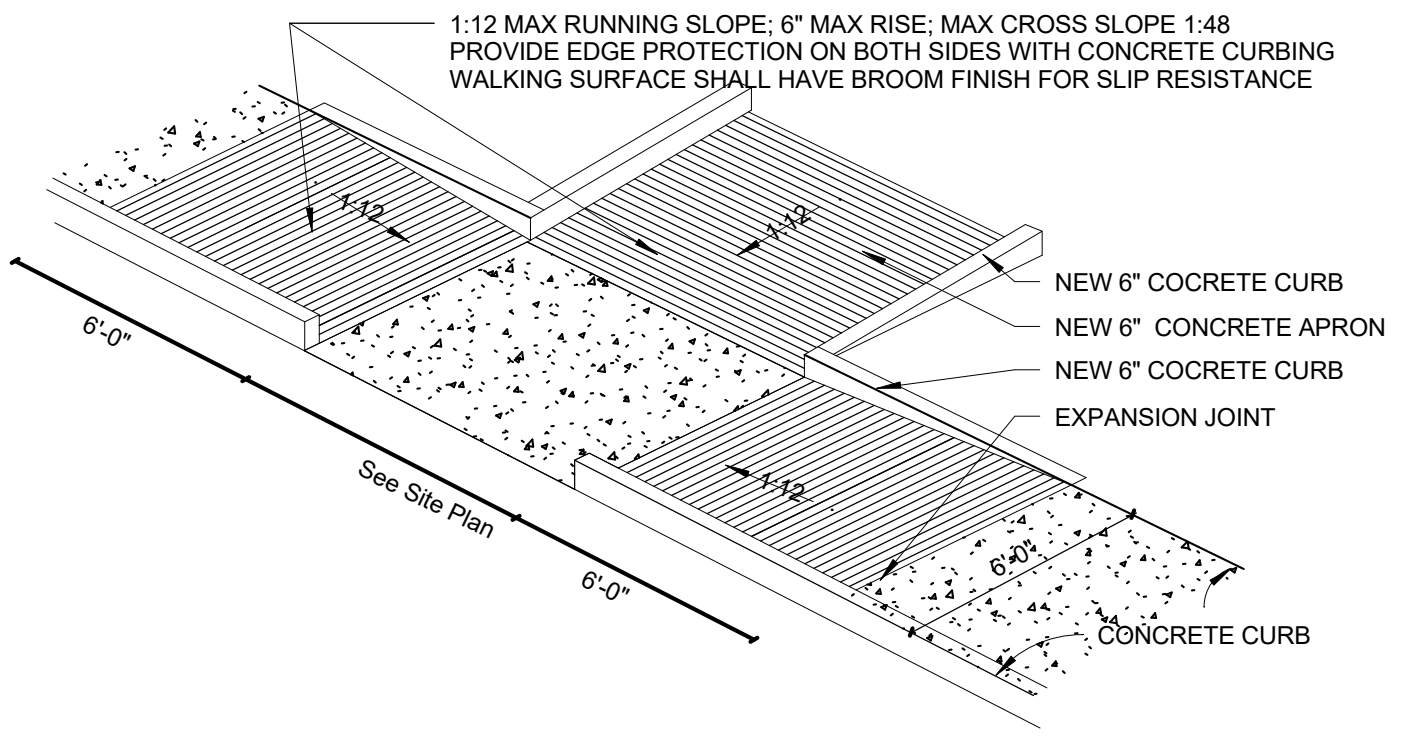 1:12 MAX RUNNING SLOPE; 6" MAX RISE; MAX CROSS SLOPE 1:48
PROVIDE EDGE PROTECTION ON BOTH SIDES WITH CONCRETE CURBING
WALKING SURFACE SHALL HAVE BROOM FINISH FOR SLIP RESISTANCE
1:12
1:12
NEW 6" COCRETE CURB
NEW 6" CONCRETE APRON
6'-0"
NEW 6" COCRETE CURB
EXPANSION JOINT
See Site Plan
1:12
6'-0"
6'-0"
CONCRETE CURB